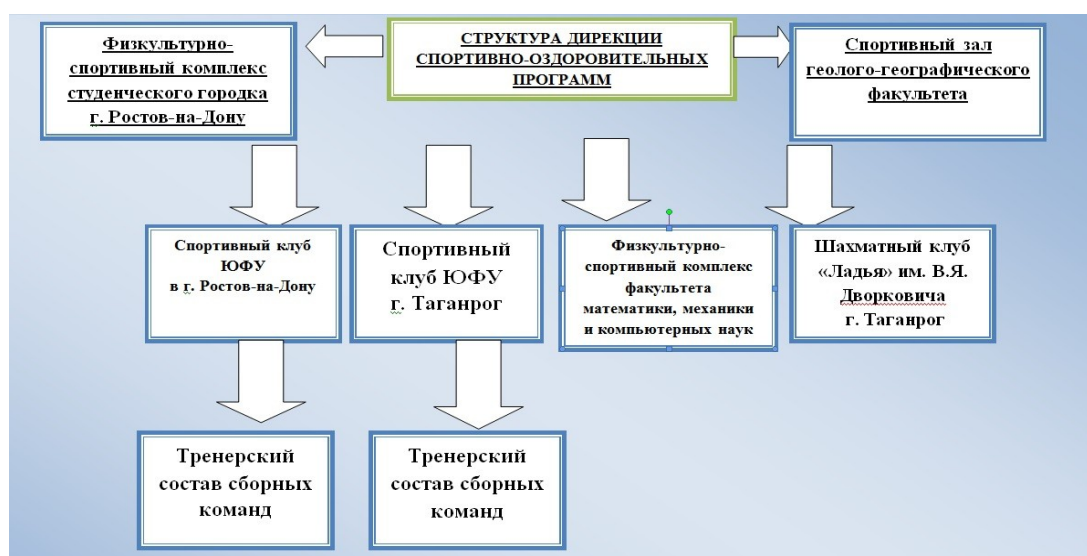 Физкультурно-
спортивный комплекс
студенческого городка
г. Ростов-на-Дону
СТРУКТУРА ДИРЕКЦИИ
СПОРТИВНО-ОЗДОРОВИТЕЛЬНЫХ
ПРОГРАММ
Спортивный зал
геолого-географического
факультета
Спортивный клуб
ЮФУ
в г. Ростов-на-Дону
Спортивный
клуб ЮФУ
г. Таганрог
Физкультурно-
спортивный комплекс
факультета
математики, механики
и компьютерных наук
Шахматный клуб
«Ладья» им. В.Я.
Дворковича
г. Таганрог
Тренерский
состав сборных
команд
Тренерский
состав сборных
команд